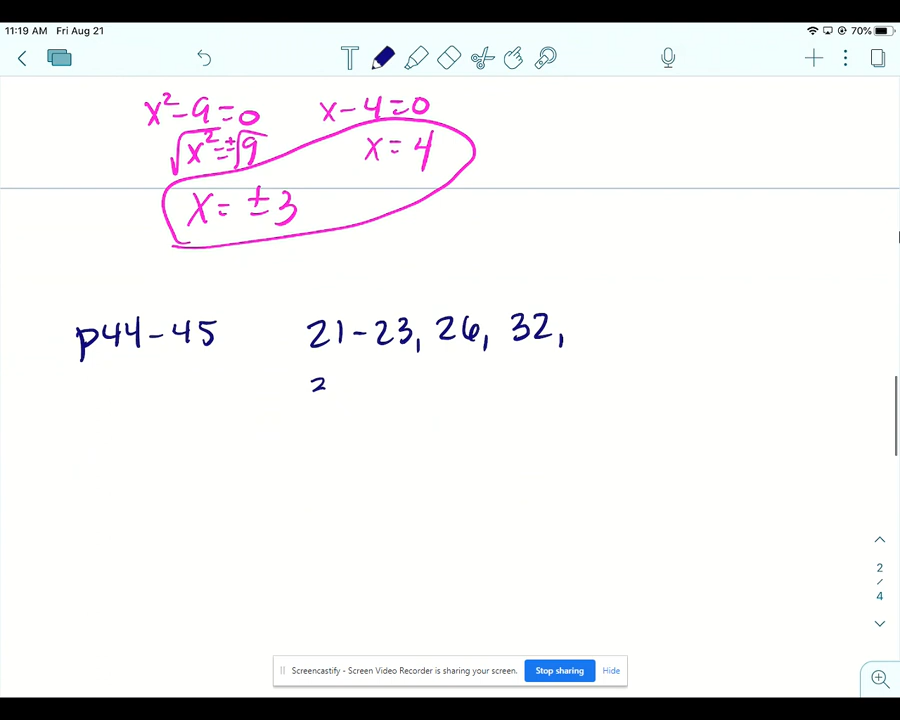 11:19 AM Fri Aug 21
70%
T
x²-9=0 x-4=0
√x²=±√9 x=4
x=±3
p44-45 21-23, 26, 32,
3
2
/
4
Screencastify - Screen Video Recorder is sharing your screen. Stop sharing Hide